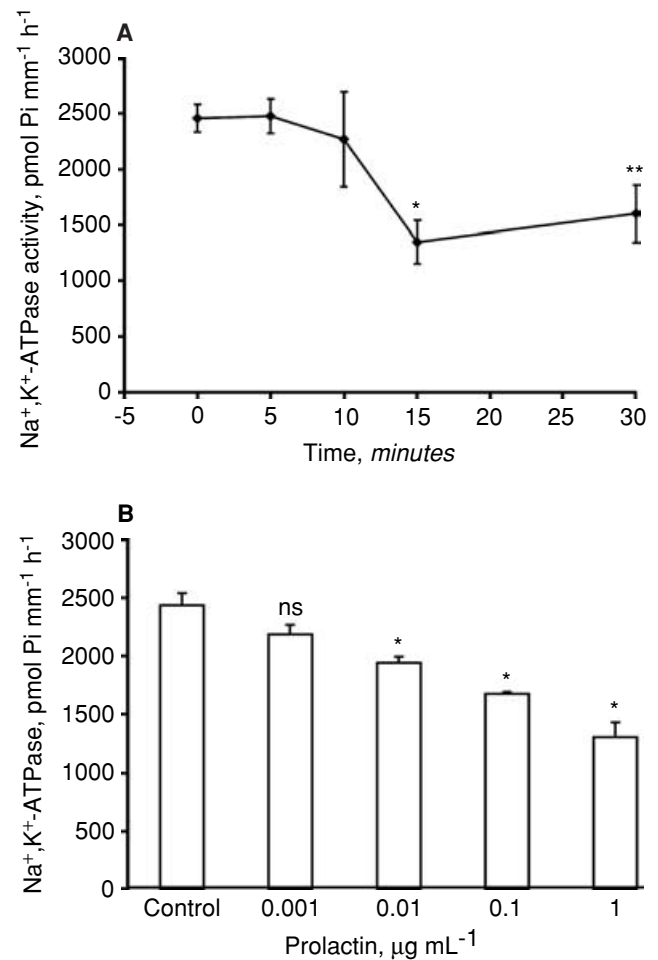 A
3000
2500
2000
1500
1000
500
0
-5 0 5 10 15 20 25 30
* **
Time, minutes
Na⁺,K⁺-ATPase activity, pmol Pi mm⁻¹ h⁻¹
B
3000
2500
2000
1500
1000
500
0
ns * * *
Control 0.001 0.01 0.1 1
Prolactin, μg mL⁻¹
Na⁺,K⁺-ATPase, pmol Pi mm⁻¹ h⁻¹